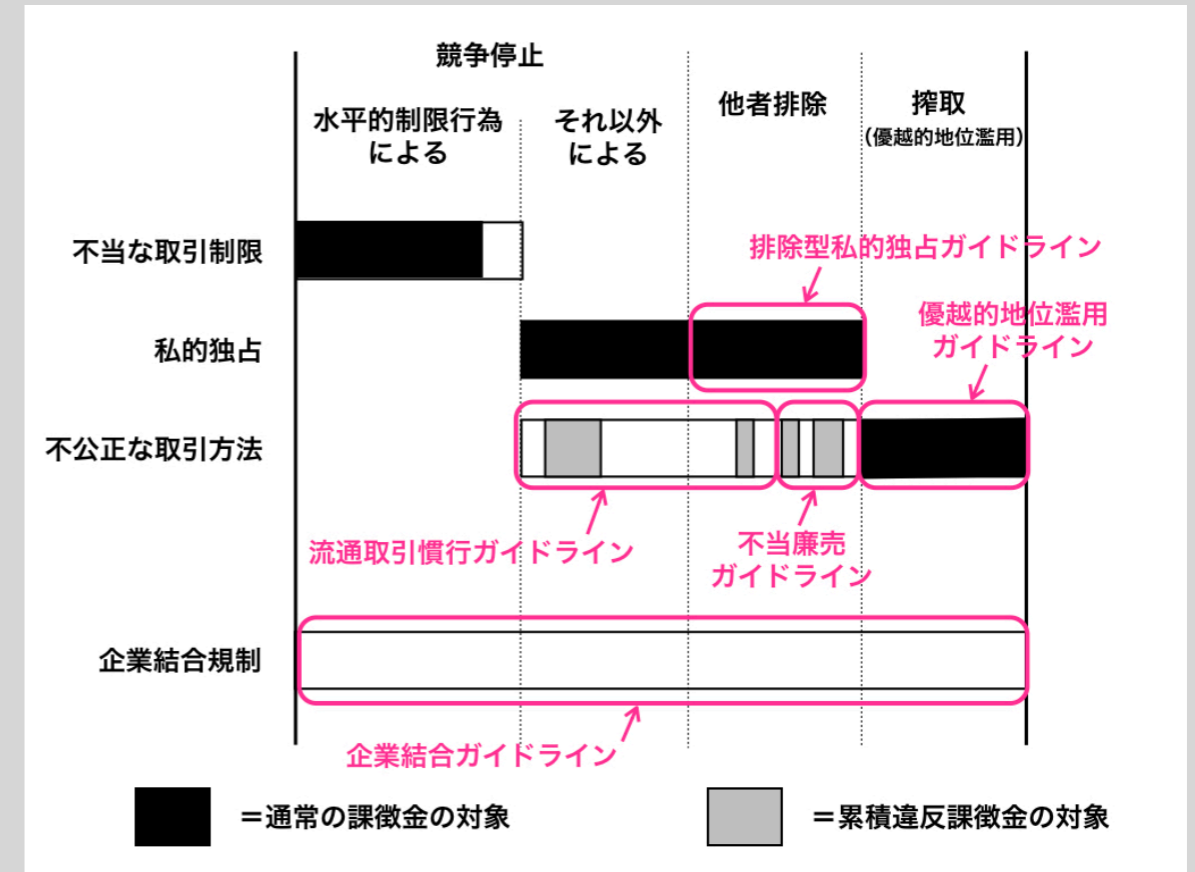 競争停止
水平的制限行為
による
それ以外
による
他者排除
搾取
(優越的地位濫用)
不当な取引制限
排除型私的独占ガイドライン
私的独占
優越的地位濫用
ガイドライン
不公正な取引方法
流通取引慣行ガイドライン
不当廉売
ガイドライン
企業結合規制
企業結合ガイドライン
=通常の課徴金の対象
=累積違反課徴金の対象